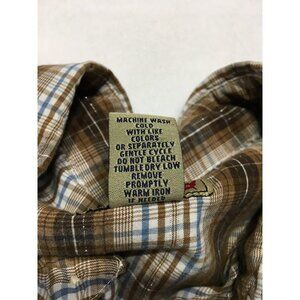 MACHINE WASH
COLD
WITH LIKE
COLORS
OR SEPARATELY
GENTLE CYCLE
DO NOT BLEACH
TUMBLE DRY LOW
REMOVE
PROMPTLY
WARM IRON
IF NEEDED